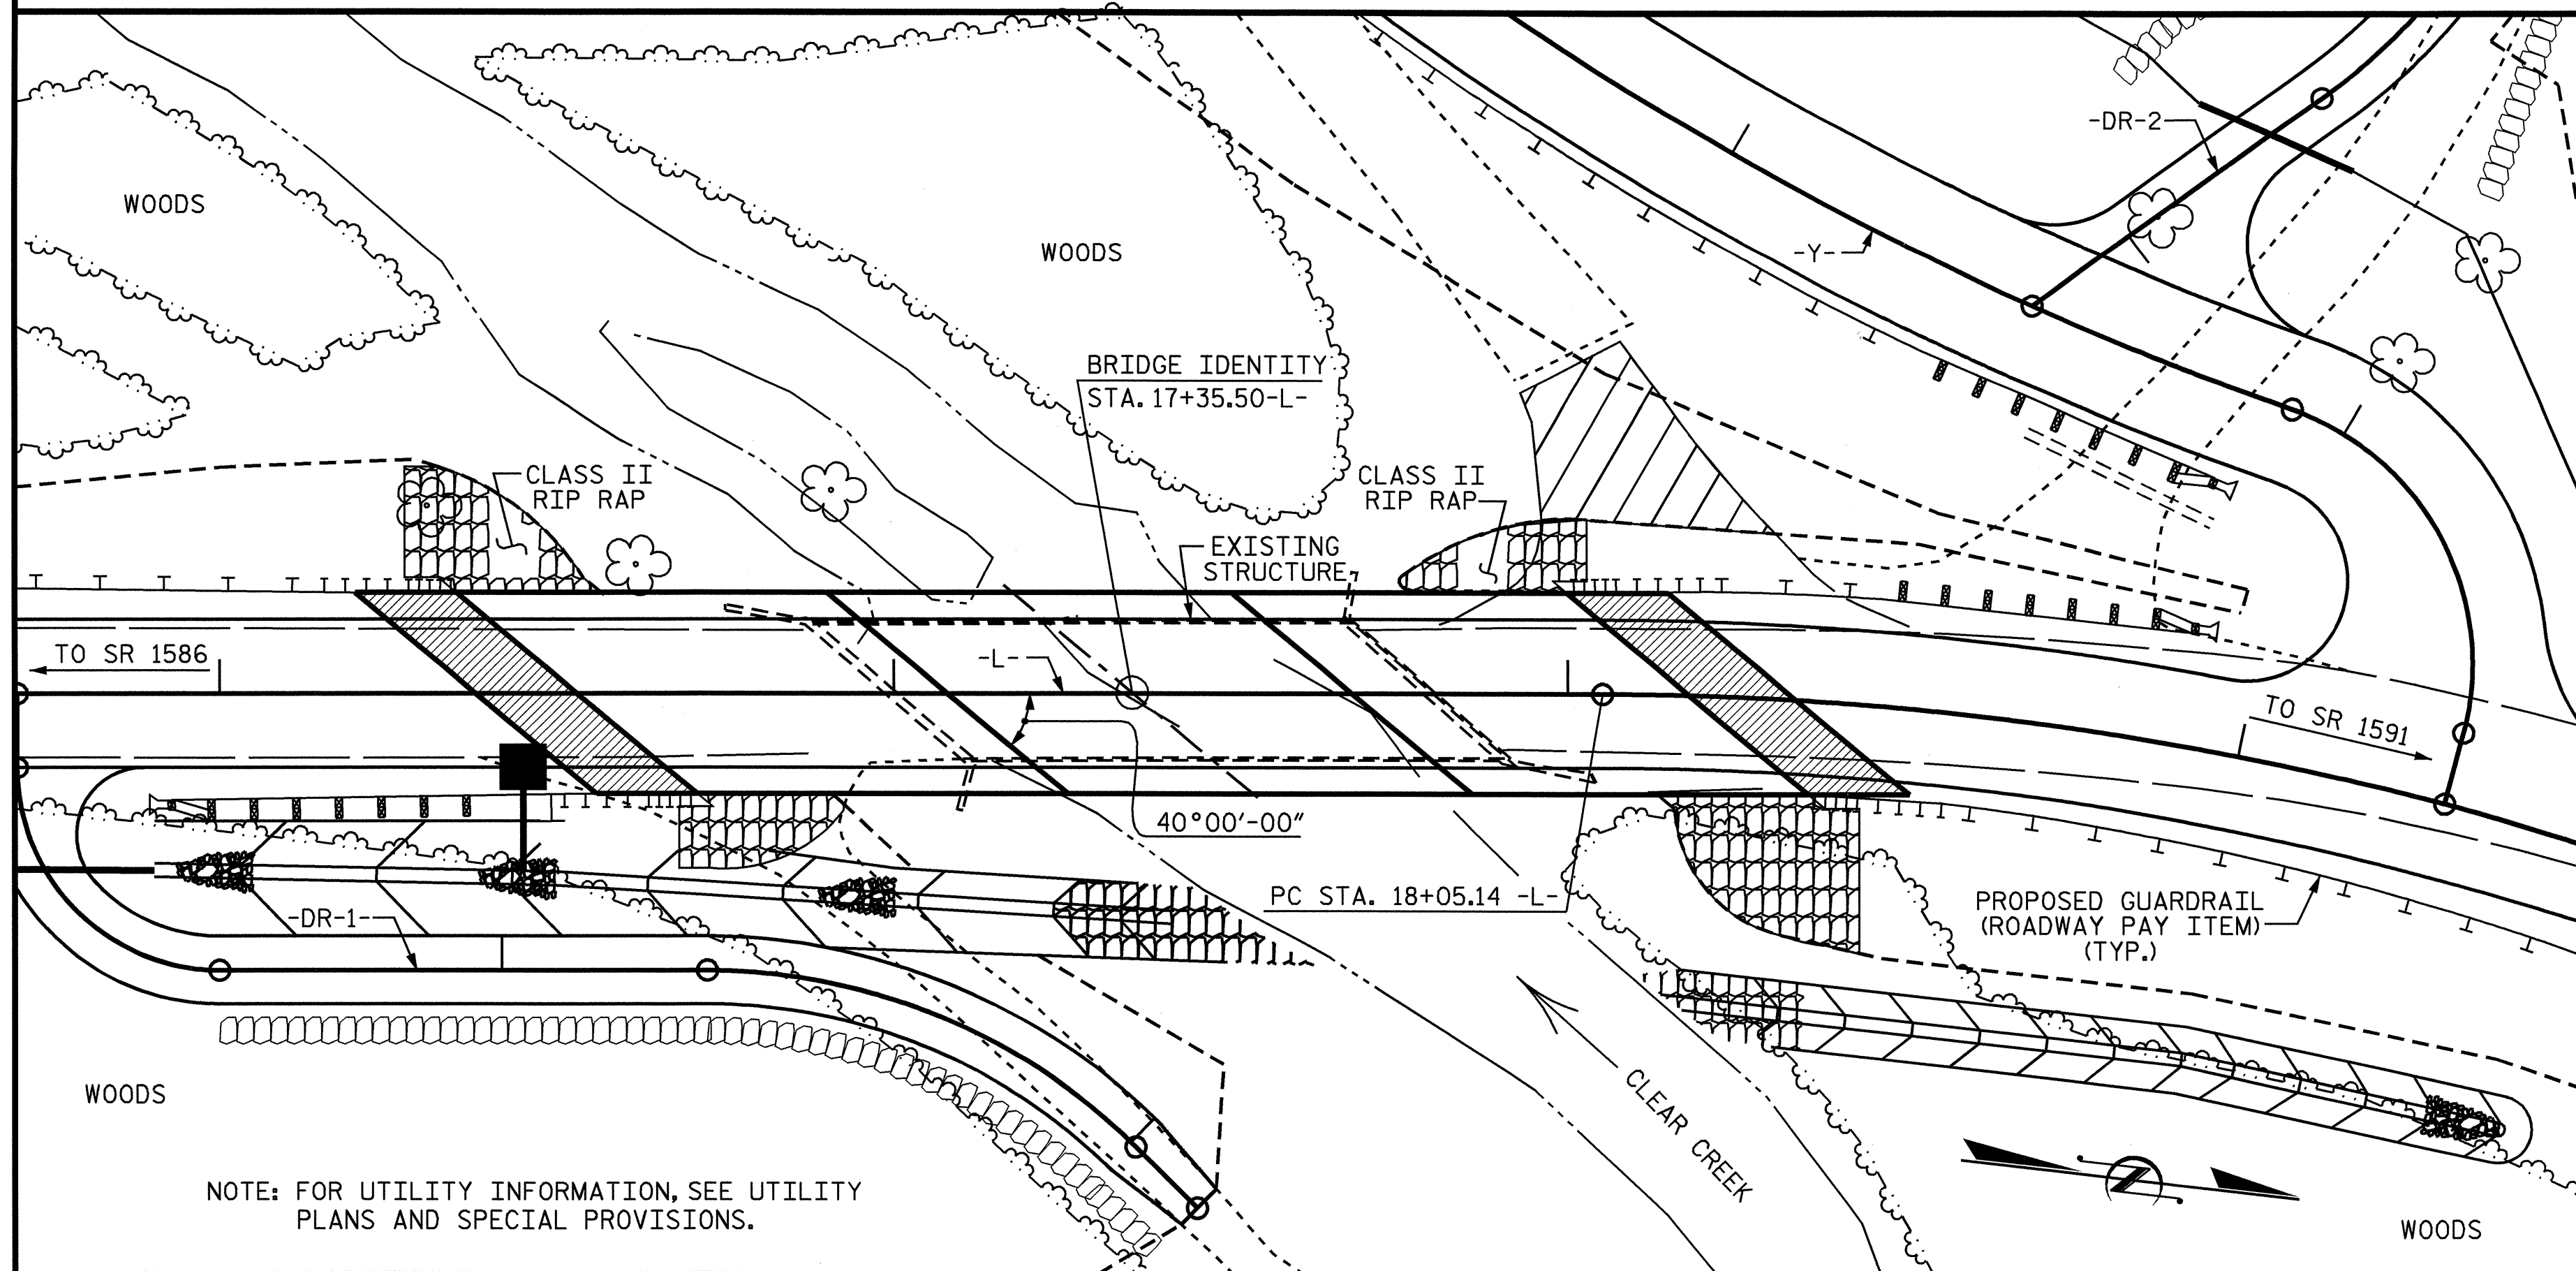 -DR-2-
WOODS
WOODS
-Y-
BRIDGE IDENTITY
STA. 17+35.50-L-
CLASS II
RIP RAP
CLASS II
RIP RAP
EXISTING
STRUCTURE
TO SR 1586
-L-
TO SR 1591
40°00'-00"
PC STA. 18+05.14 -L-
-DR-1-
PROPOSED GUARDRAIL
(ROADWAY PAY ITEM)
(TYP.)
CLEAR CREEK
WOODS
NOTE: FOR UTILITY INFORMATION, SEE UTILITY
PLANS AND SPECIAL PROVISIONS.
WOODS